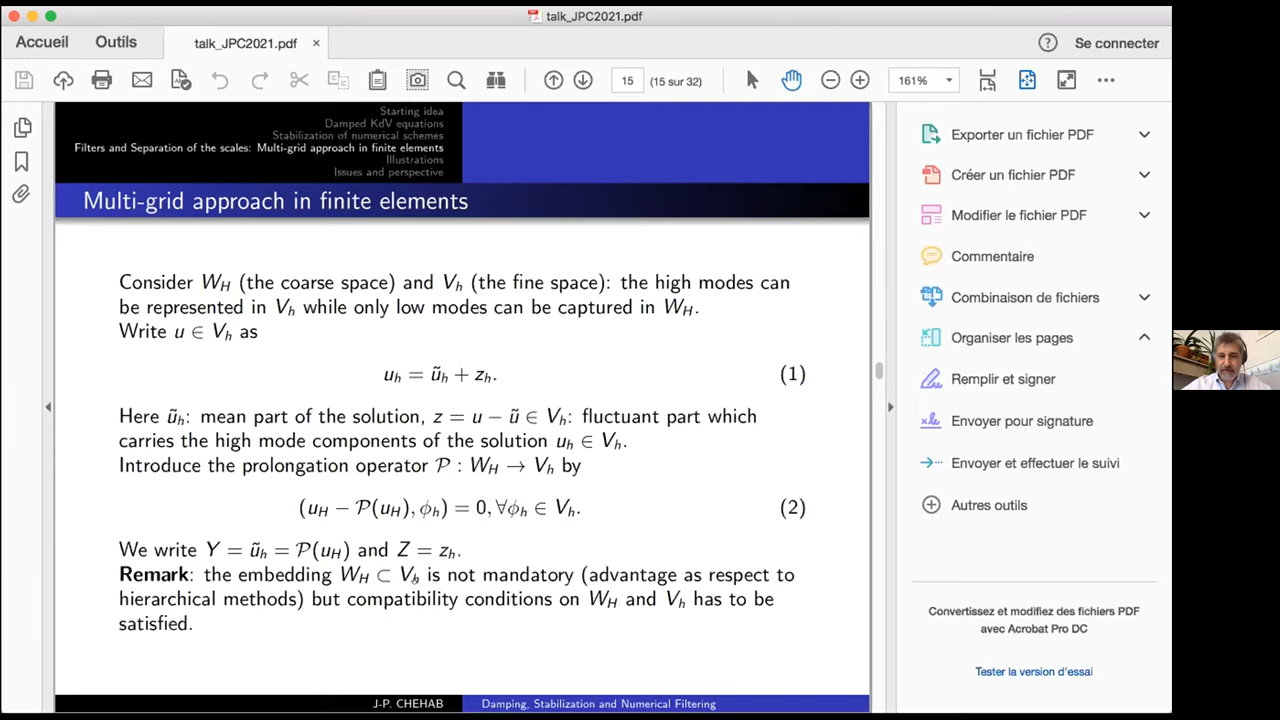 talk_JPC2021.pdf
Accueil Outils talk_JPC2021.pdf × ? Se connecter
15 (15 sur 32) 161%
Starting idea
Damped KdV equations
Stabilization of numerical schemes
Filters and Separation of the scales: Multi-grid approach in finite elements
Illustrations
Issues and perspective
Multi-grid approach in finite elements
Consider W_H (the coarse space) and V_h (the fine space): the high modes can
be represented in V_h while only low modes can be captured in W_H.
Write u ∈ V_h as
u_h = ũ_h + z_h. (1)
Here ũ_h: mean part of the solution, z = u − ũ ∈ V_h: fluctuant part which
carries the high mode components of the solution u_h ∈ V_h.
Introduce the prolongation operator 𝒫 : W_H → V_h by
(u_H − 𝒫(u_H), ϕ_h) = 0, ∀ϕ_h ∈ V_h. (2)
We write Y = ũ_h = 𝒫(u_H) and Z = z_h.
Remark: the embedding W_H ⊂ V_h is not mandatory (advantage as respect to
hierarchical methods) but compatibility conditions on W_H and V_h has to be
satisfied.
J-P. CHEHAB Damping, Stabilization and Numerical Filtering
Exporter un fichier PDF
Créer un fichier PDF
Modifier le fichier PDF
Commentaire
Combinaison de fichiers
Organiser les pages
Remplir et signer
Envoyer pour signature
Envoyer et effectuer le suivi
Autres outils
Convertissez et modifiez des fichiers PDF
avec Acrobat Pro DC
Tester la version d'essai